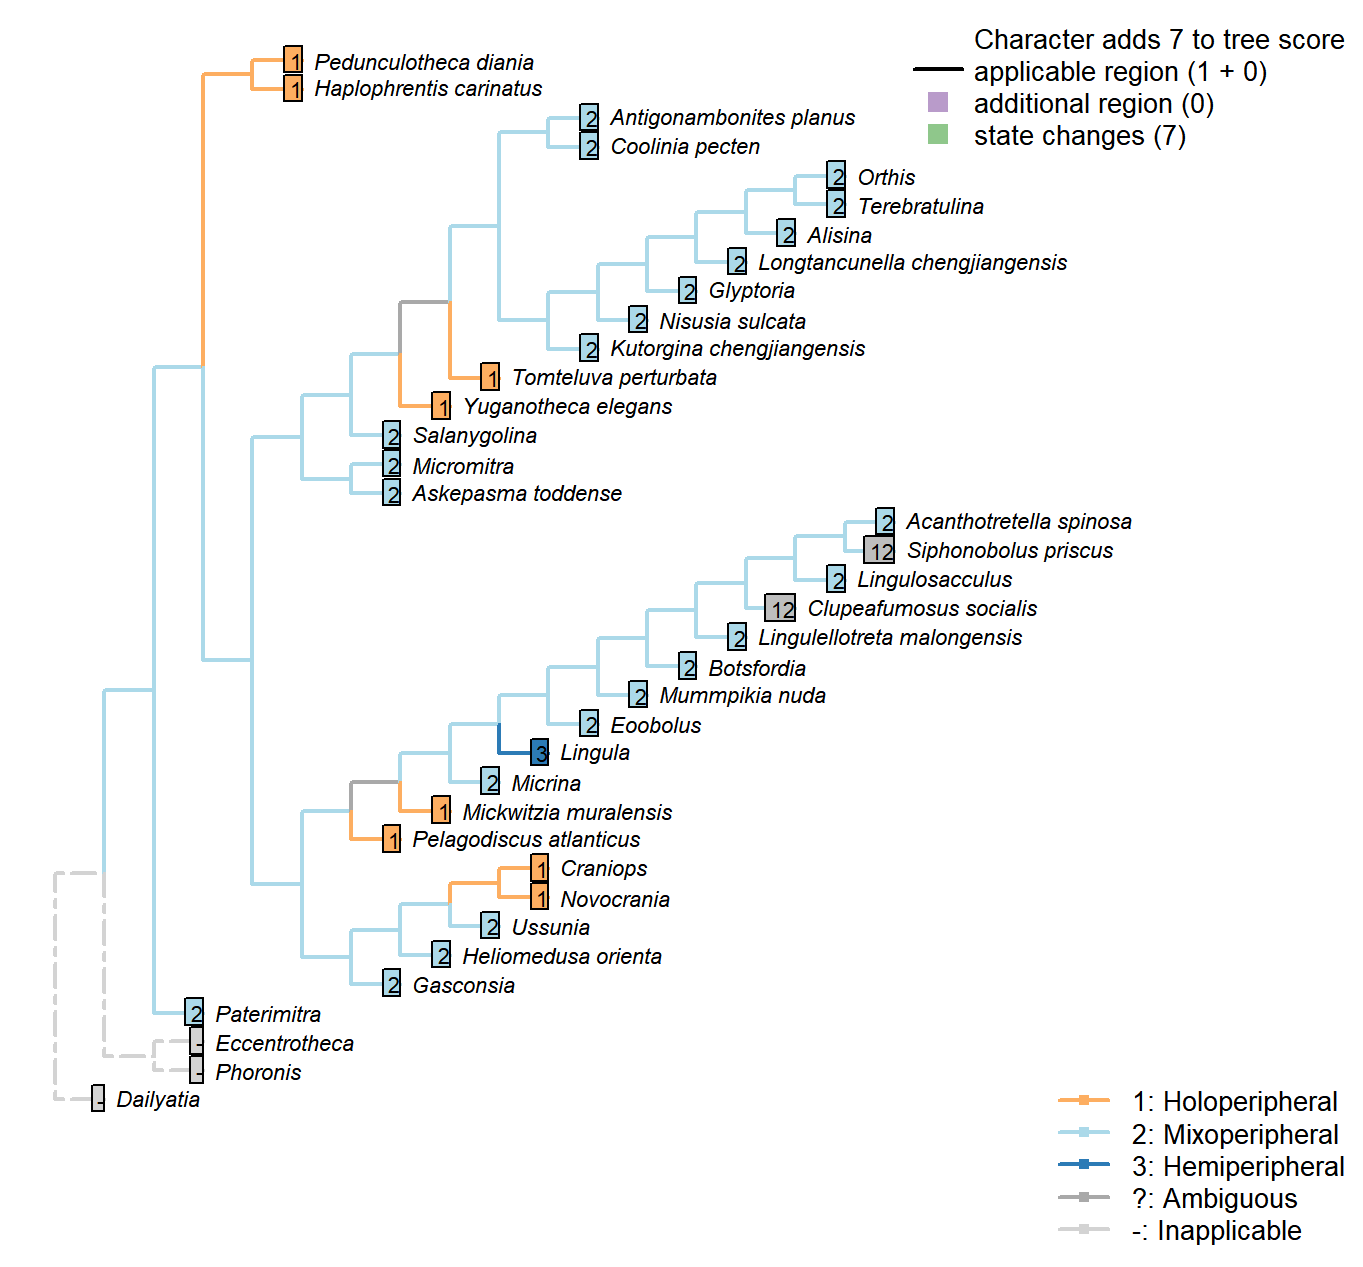 Character adds 7 to tree score
applicable region (1 + 0)
additional region (0)
state changes (7)
1 Pedunculotheca diania
1 Haplophrentis carinatus
2 Antigonambonites planus
2 Coolinia pecten
2 Orthis
2 Terebratulina
2 Alisina
2 Longtancunella chengjiangensis
2 Glyptoria
2 Nisusia sulcata
2 Kutorgina chengjiangensis
1 Tomteluva perturbata
1 Yuganotheca elegans
2 Salanygolina
2 Micromitra
2 Askepasma toddense
2 Acanthotretella spinosa
12 Siphonobolus priscus
2 Lingulosacculus
12 Clupeafumosus socialis
2 Lingulellotreta malongensis
2 Botsfordia
2 Mummpikia nuda
2 Eoobolus
3 Lingula
2 Micrina
1 Mickwitzia muralensis
1 Pelagodiscus atlanticus
1 Craniops
1 Novocrania
2 Ussunia
2 Heliomedusa orienta
2 Gasconsia
2 Paterimitra
- Eccentrotheca
- Phoronis
- Dailyatia
1: Holoperipheral
2: Mixoperipheral
3: Hemiperipheral
?: Ambiguous
-: Inapplicable